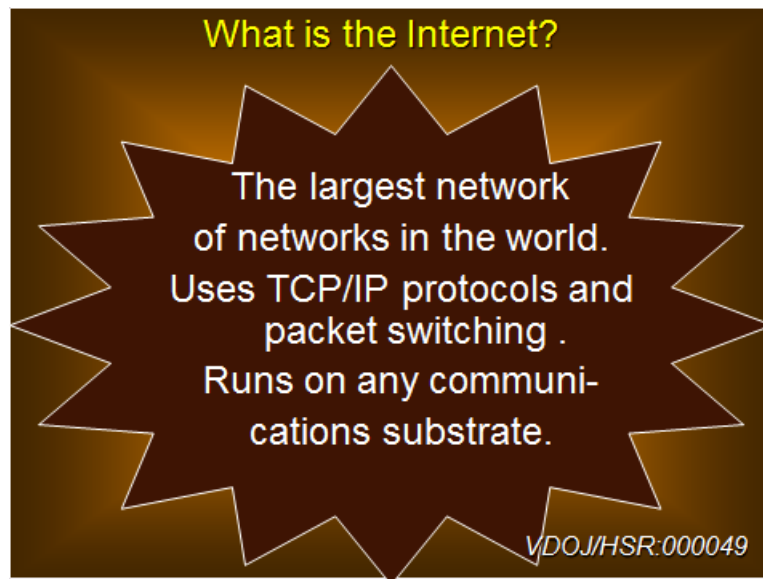 What is the Internet?
The largest network
of networks in the world.
Uses TCP/IP protocols and
packet switching .
Runs on any communi-
cations substrate.
VDOJ/HSR:000049